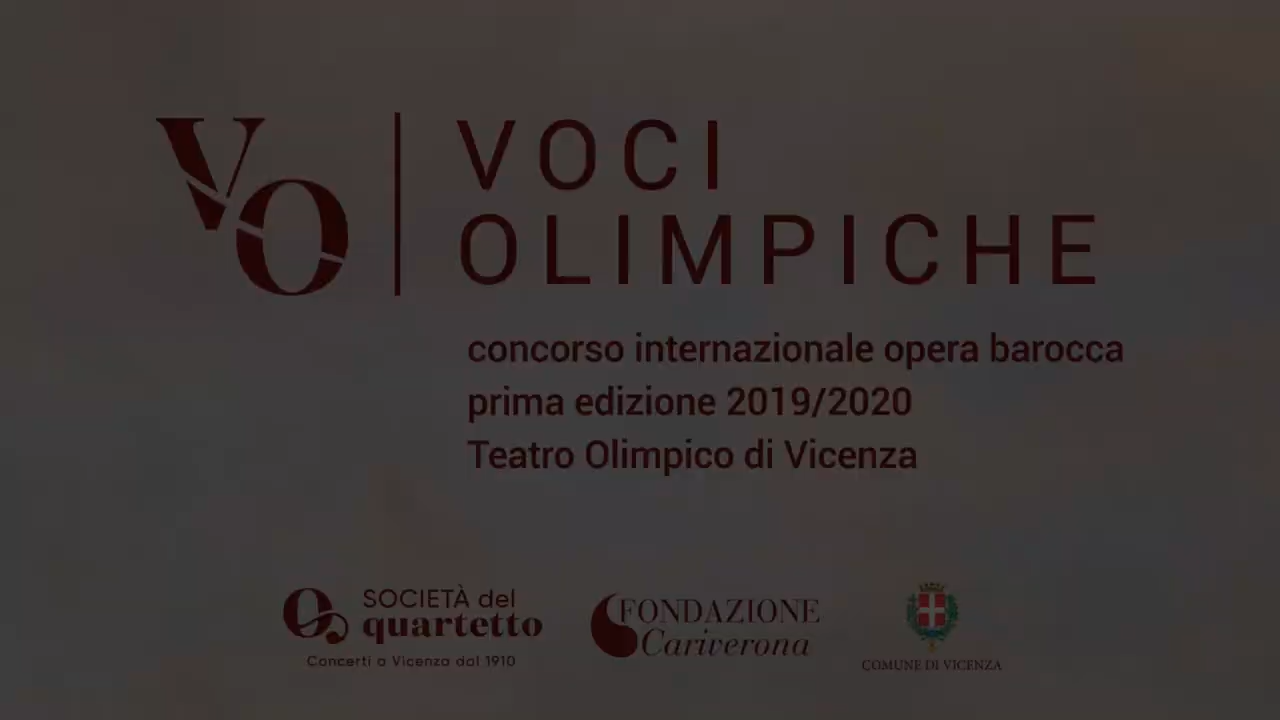 VO
VOCI
OLIMPICHE
concorso internazionale opera barocca
prima edizione 2019/2020
Teatro Olimpico di Vicenza
SOCIETÀ del
quartetto
Concerti a Vicenza dal 1910
FONDAZIONE
Cariverona
COMUNE DI VICENZA